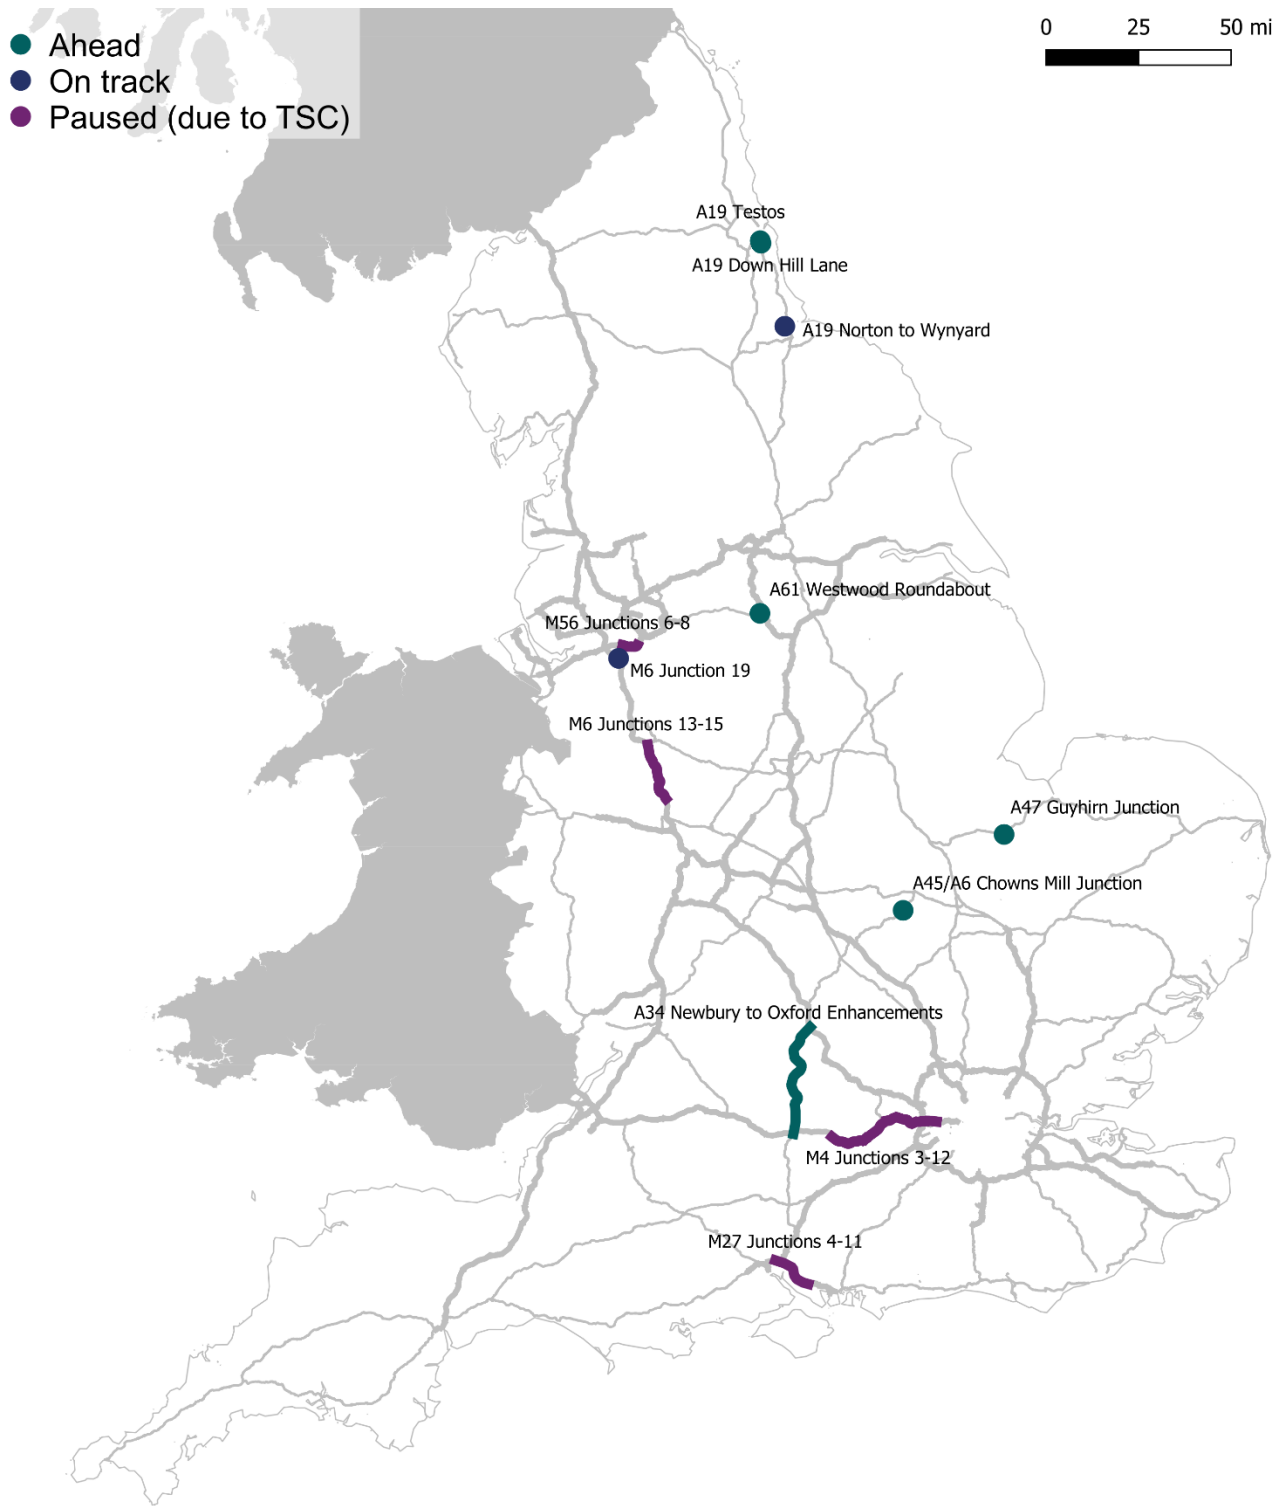 0 25 50 mi
Ahead
On track
Paused (due to TSC)
A19 Testos
A19 Down Hill Lane
A19 Norton to Wynyard
A61 Westwood Roundabout
M56 Junctions 6-8
M6 Junction 19
M6 Junctions 13-15
A47 Guyhirn Junction
A45/A6 Chowns Mill Junction
A34 Newbury to Oxford Enhancements
M4 Junctions 3-12
M27 Junctions 4-11